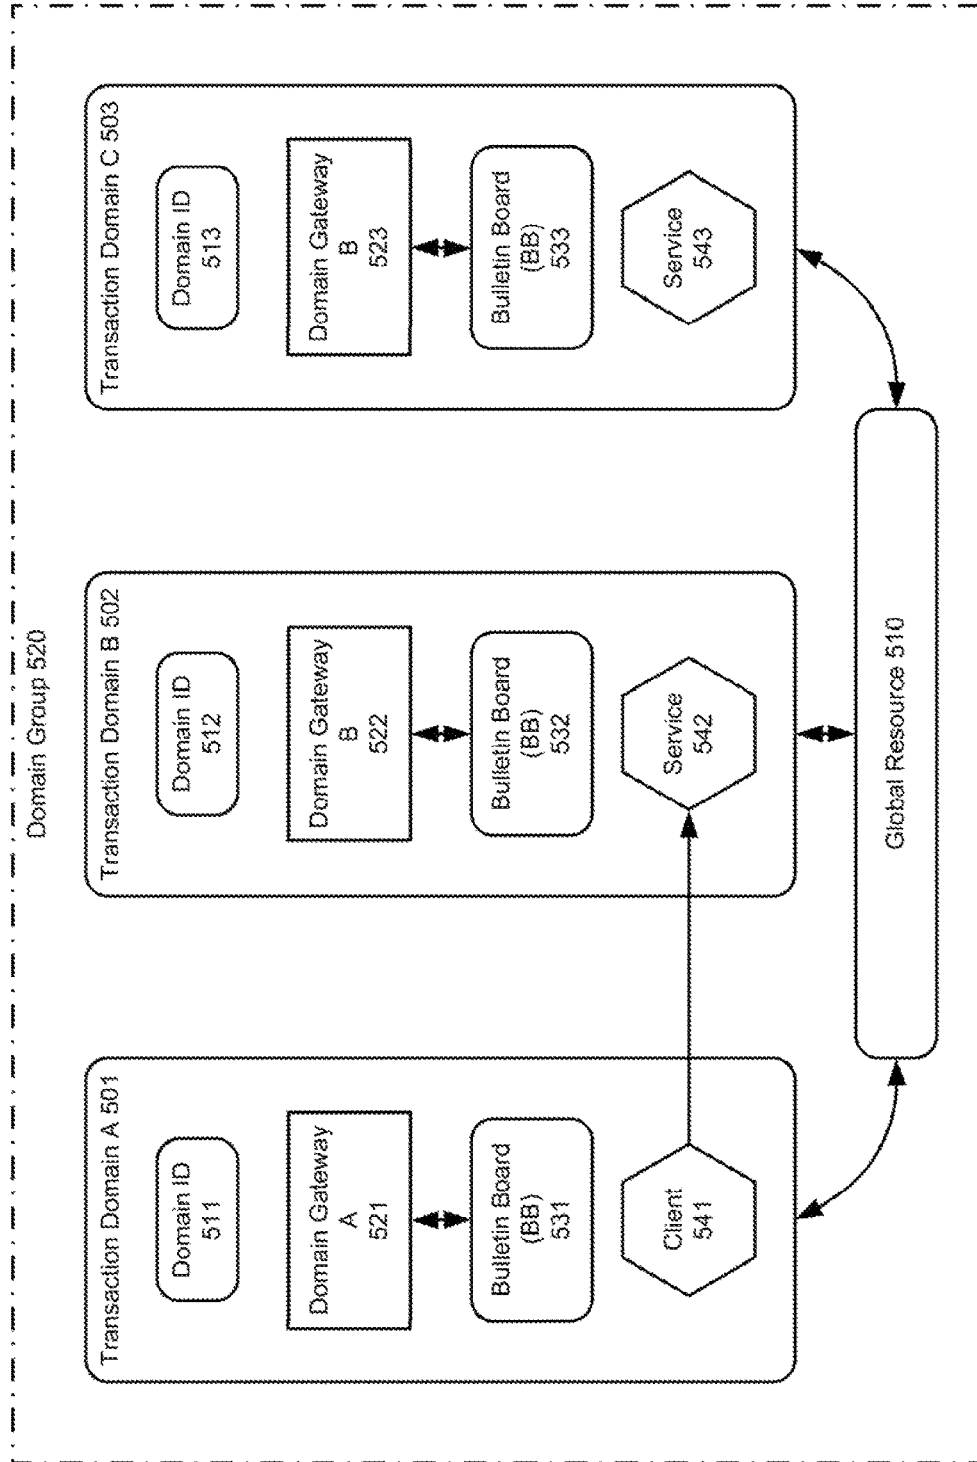 Domain Group 520
Transaction Domain A 501
Domain ID
511
Domain Gateway
A
521
Bulletin Board
(BB)
531
Client
541
Transaction Domain B 502
Domain ID
512
Domain Gateway
B
522
Bulletin Board
(BB)
532
Service
542
Transaction Domain C 503
Domain ID
513
Domain Gateway
B
523
Bulletin Board
(BB)
533
Service
543
Global Resource 510